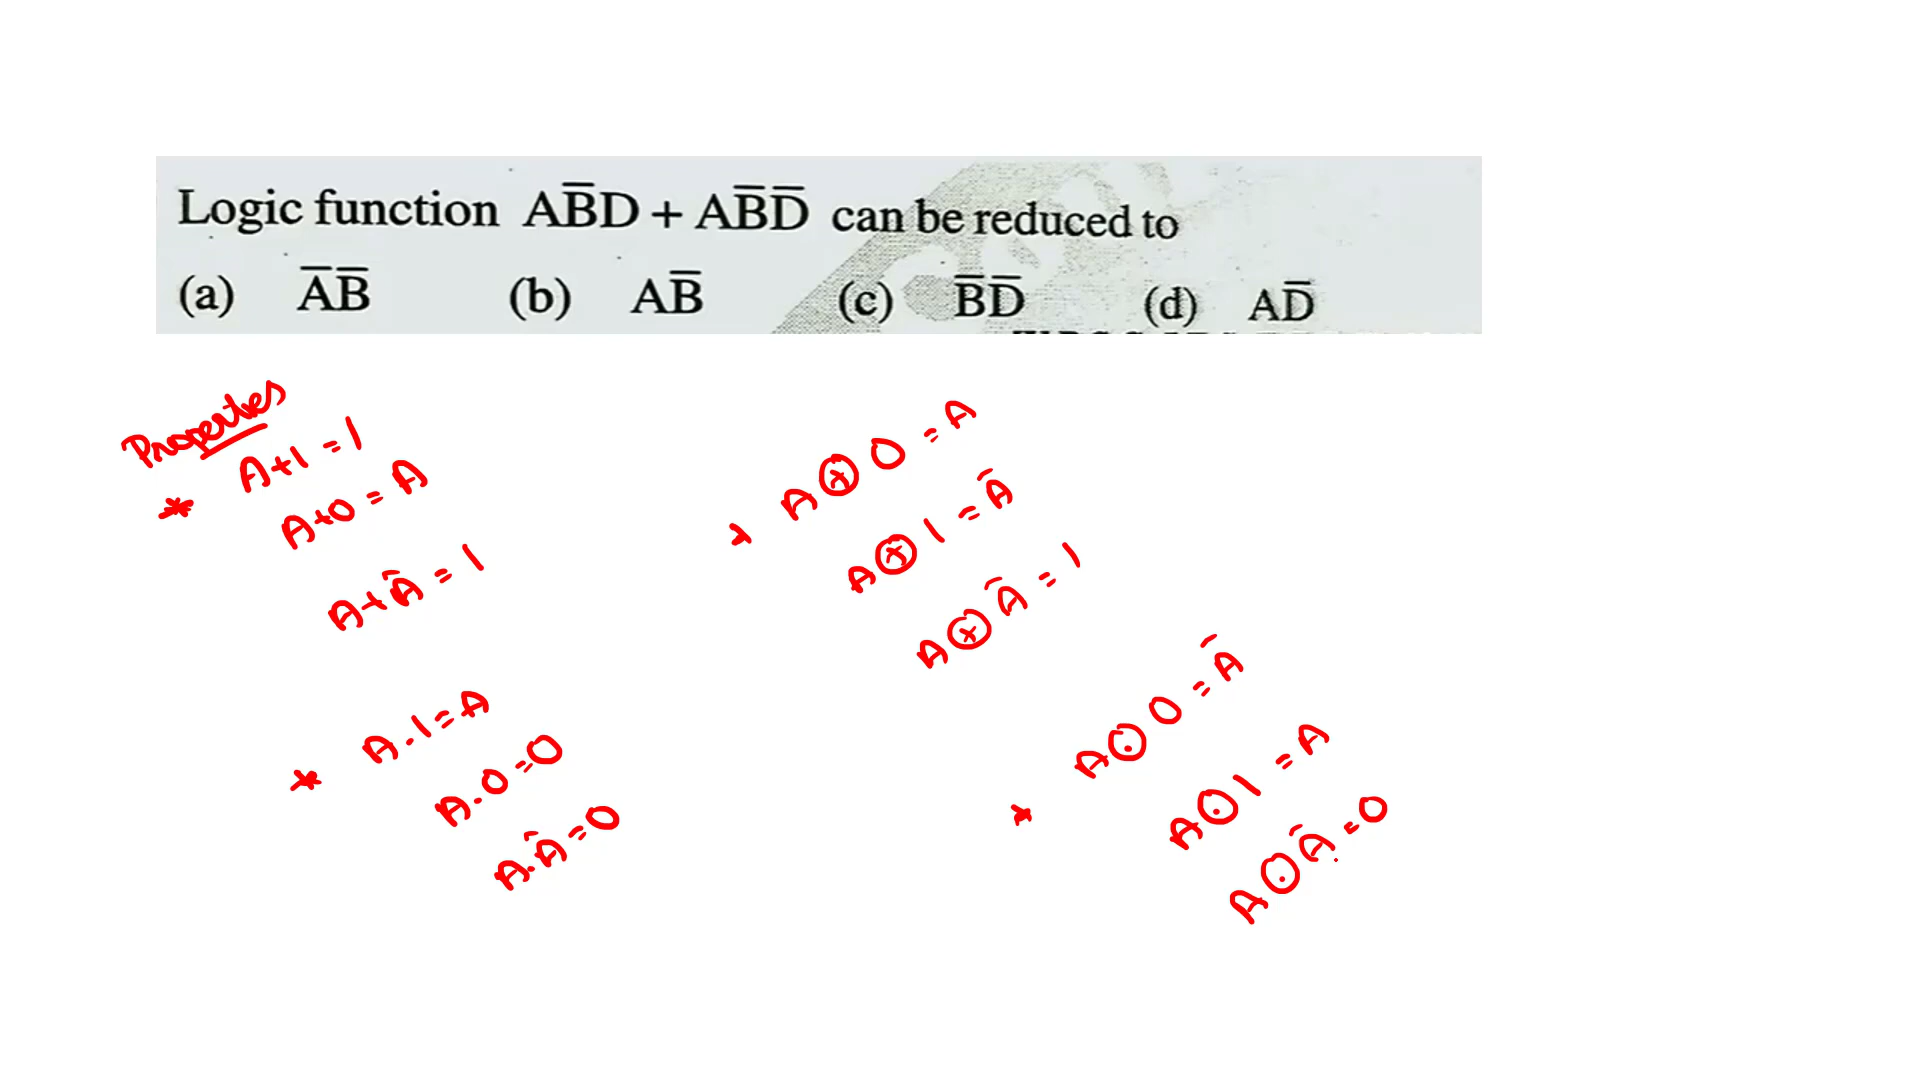 Logic function AB̅D + AB̅D̅ can be reduced to
(a) A̅B̅ (b) AB̅ (c) B̅D̅ (d) AD̅
Properties
* A+1=1
A+0=A
A+A̅=1
* A.1=A
A.0=0
A.A̅=0
* A⊕0=A
A⊕1=A̅
A⊕A̅=1
* A⊙0=A̅
A⊙1=A
A⊙A̅=0